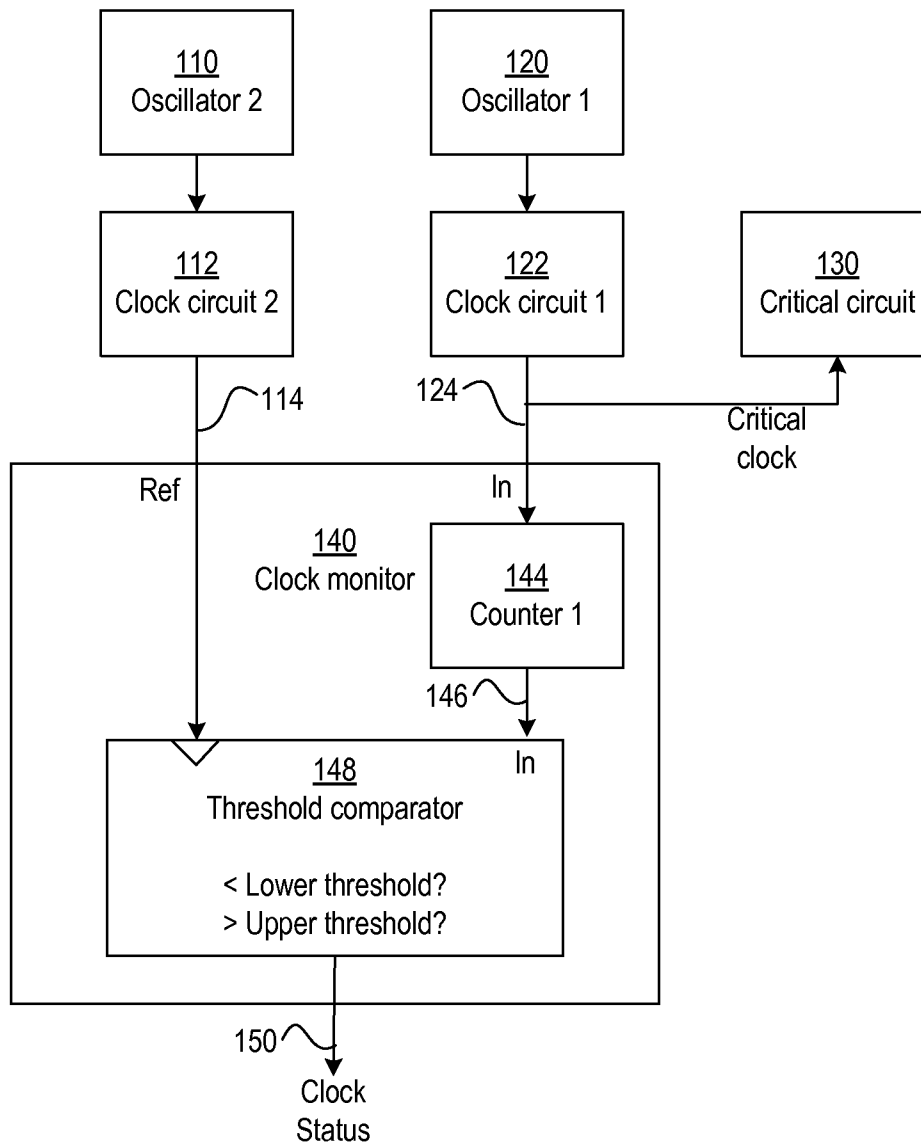 110
Oscillator 2
120
Oscillator 1
112
Clock circuit 2
122
Clock circuit 1
130
Critical circuit
114
124
Critical
clock
Ref
In
140
Clock monitor
144
Counter 1
146
In
148
Threshold comparator
< Lower threshold?
> Upper threshold?
150
Clock
Status